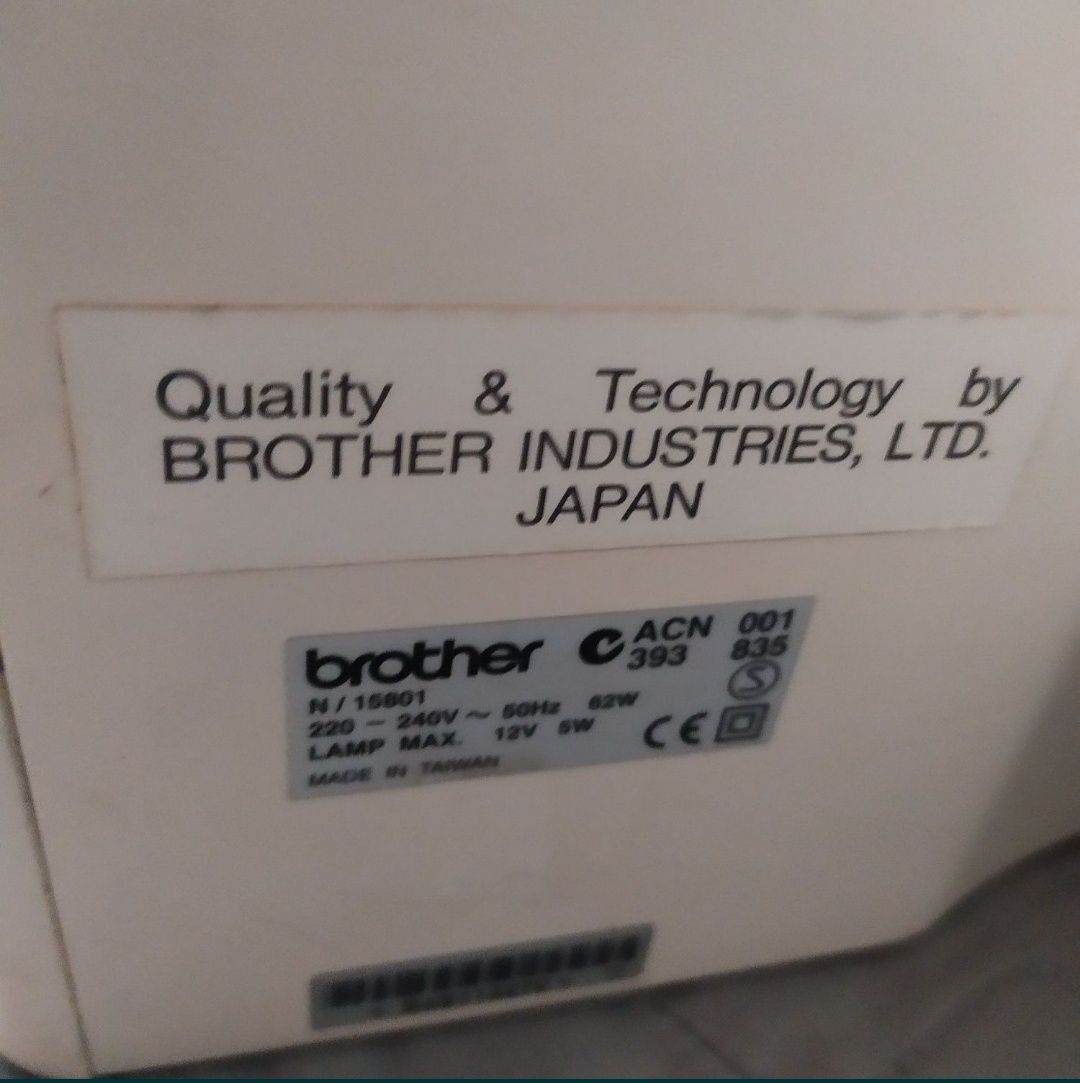 Quality & Technology by
BROTHER INDUSTRIES, LTD.
JAPAN
brother ACN 001
393 835
N / 15801
220 - 240V ~ 50Hz 62W
LAMP MAX. 12V 5W
MADE IN TAIWAN